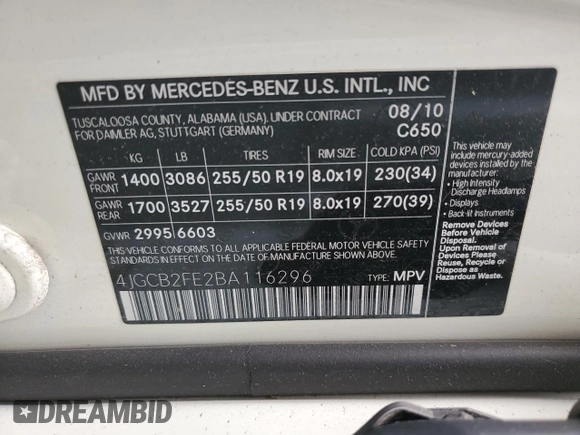 MFD BY MERCEDES-BENZ U.S. INTL., INC
TUSCALOOSA COUNTY, ALABAMA (USA), UNDER CONTRACT
FOR DAIMLER AG, STUTTGART (GERMANY)
08/10
C650
KG LB TIRES RIM SIZE COLD KPA (PSI)
GAWR FRONT 1400 3086 255/50 R19 8.0x19 230(34)
GAWR REAR 1700 3527 255/50 R19 8.0x19 270(39)
GVWR 2995 6603
THIS VEHICLE CONFORMS TO ALL APPLICABLE FEDERAL MOTOR VEHICLE SAFETY
STANDARDS IN EFFECT ON THE DATE OF MANUFACTURE SHOWN ABOVE.
4JGCB2FE2BA116296 TYPE: MPV
This vehicle may
include mercury-added
devices installed by the
manufacturer:
• High Intensity
Discharge Headlamps
• Displays
• Back-lit Instruments
Remove Devices
Before Vehicle
Disposal.
Upon Removal of
Devices Please
Reuse, Recycle or
Dispose as
Hazardous Waste.
DREAMBID